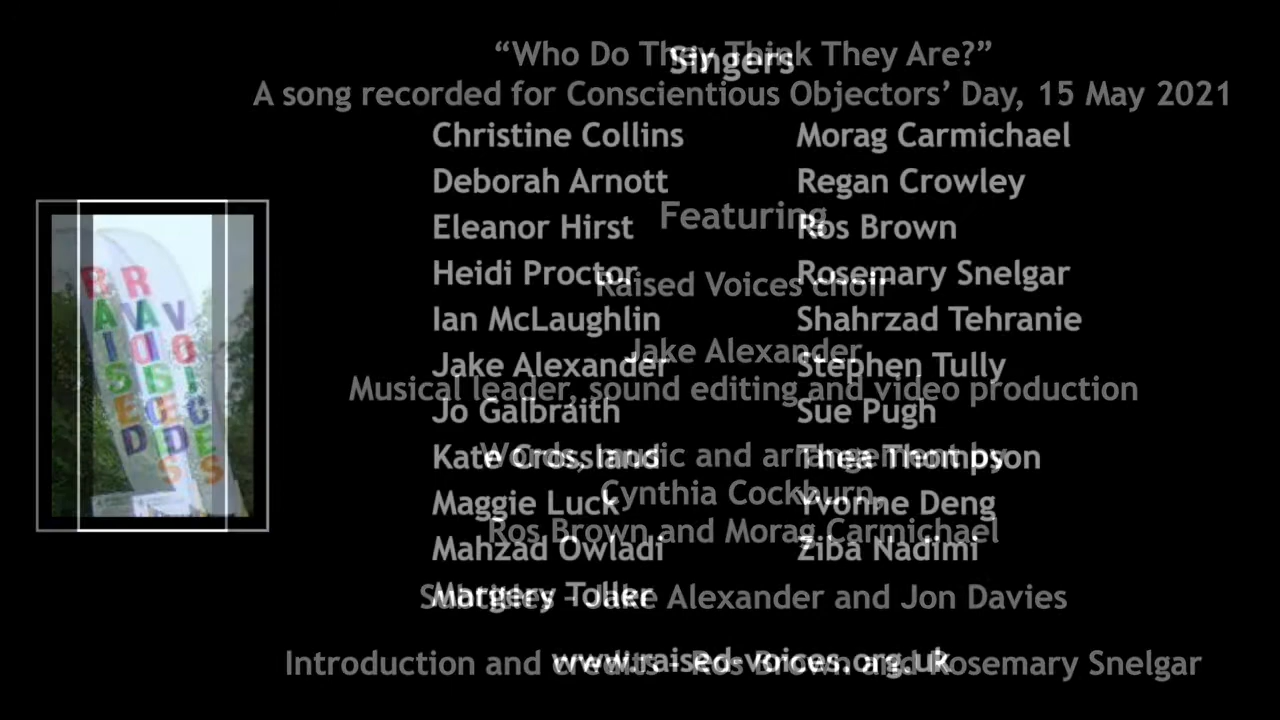 “Who Do They Think They Are?”
Singers
A song recorded for Conscientious Objectors’ Day, 15 May 2021
Christine Collins Morag Carmichael
Deborah Arnott Regan Crowley
Featuring
Eleanor Hirst Ros Brown
Heidi Proctor Rosemary Snelgar
Raised Voices choir
Ian McLaughlin Shahrzad Tehranie
Jake Alexander
Jake Alexander Stephen Tully
Musical leader, sound editing and video production
Jo Galbraith Sue Pugh
Words, music and arrangement by
Kate Crossland Thea Thompson
Cynthia Cockburn,
Maggie Luck Yvonne Deng
Ros Brown and Morag Carmichael
Mahzad Owladi Ziba Nadimi
Subtitles - Jake Alexander and Jon Davies
Margery Toller
www.raised-voices.org.uk
Introduction and credits - Ros Brown and Rosemary Snelgar
RAISED VOICES